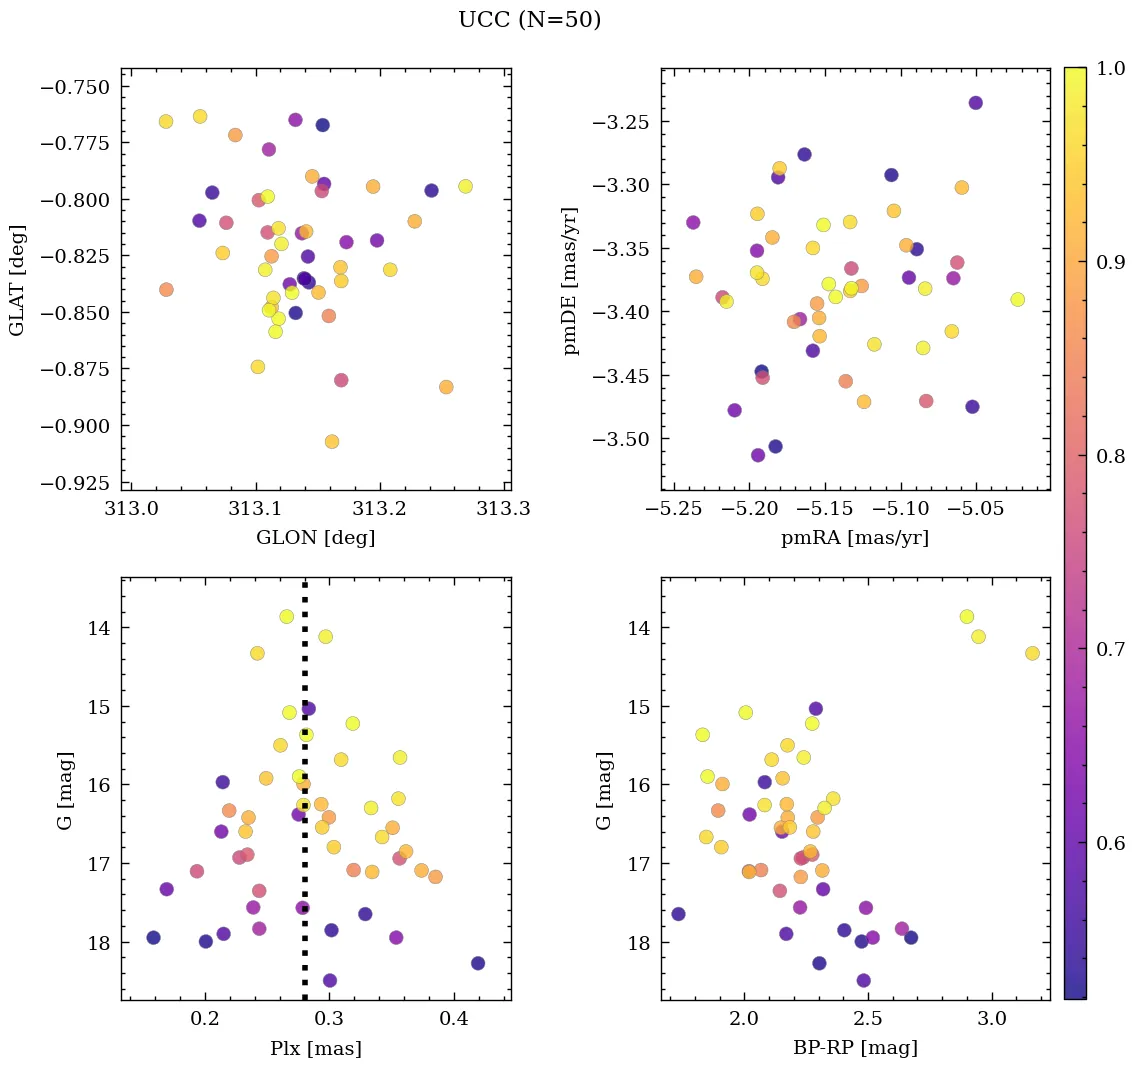 UCC (N=50)
−0.750
−0.775
−0.800
−0.825
−0.850
−0.875
−0.900
−0.925
GLAT [deg]
313.0 313.1 313.2 313.3
GLON [deg]
−3.25
−3.30
−3.35
−3.40
−3.45
−3.50
pmDE [mas/yr]
−5.25 −5.20 −5.15 −5.10 −5.05
pmRA [mas/yr]
1.0
0.9
0.8
0.7
0.6
14
15
16
17
18
G [mag]
0.2 0.3 0.4
Plx [mas]
14
15
16
17
18
G [mag]
2.0 2.5 3.0
BP-RP [mag]